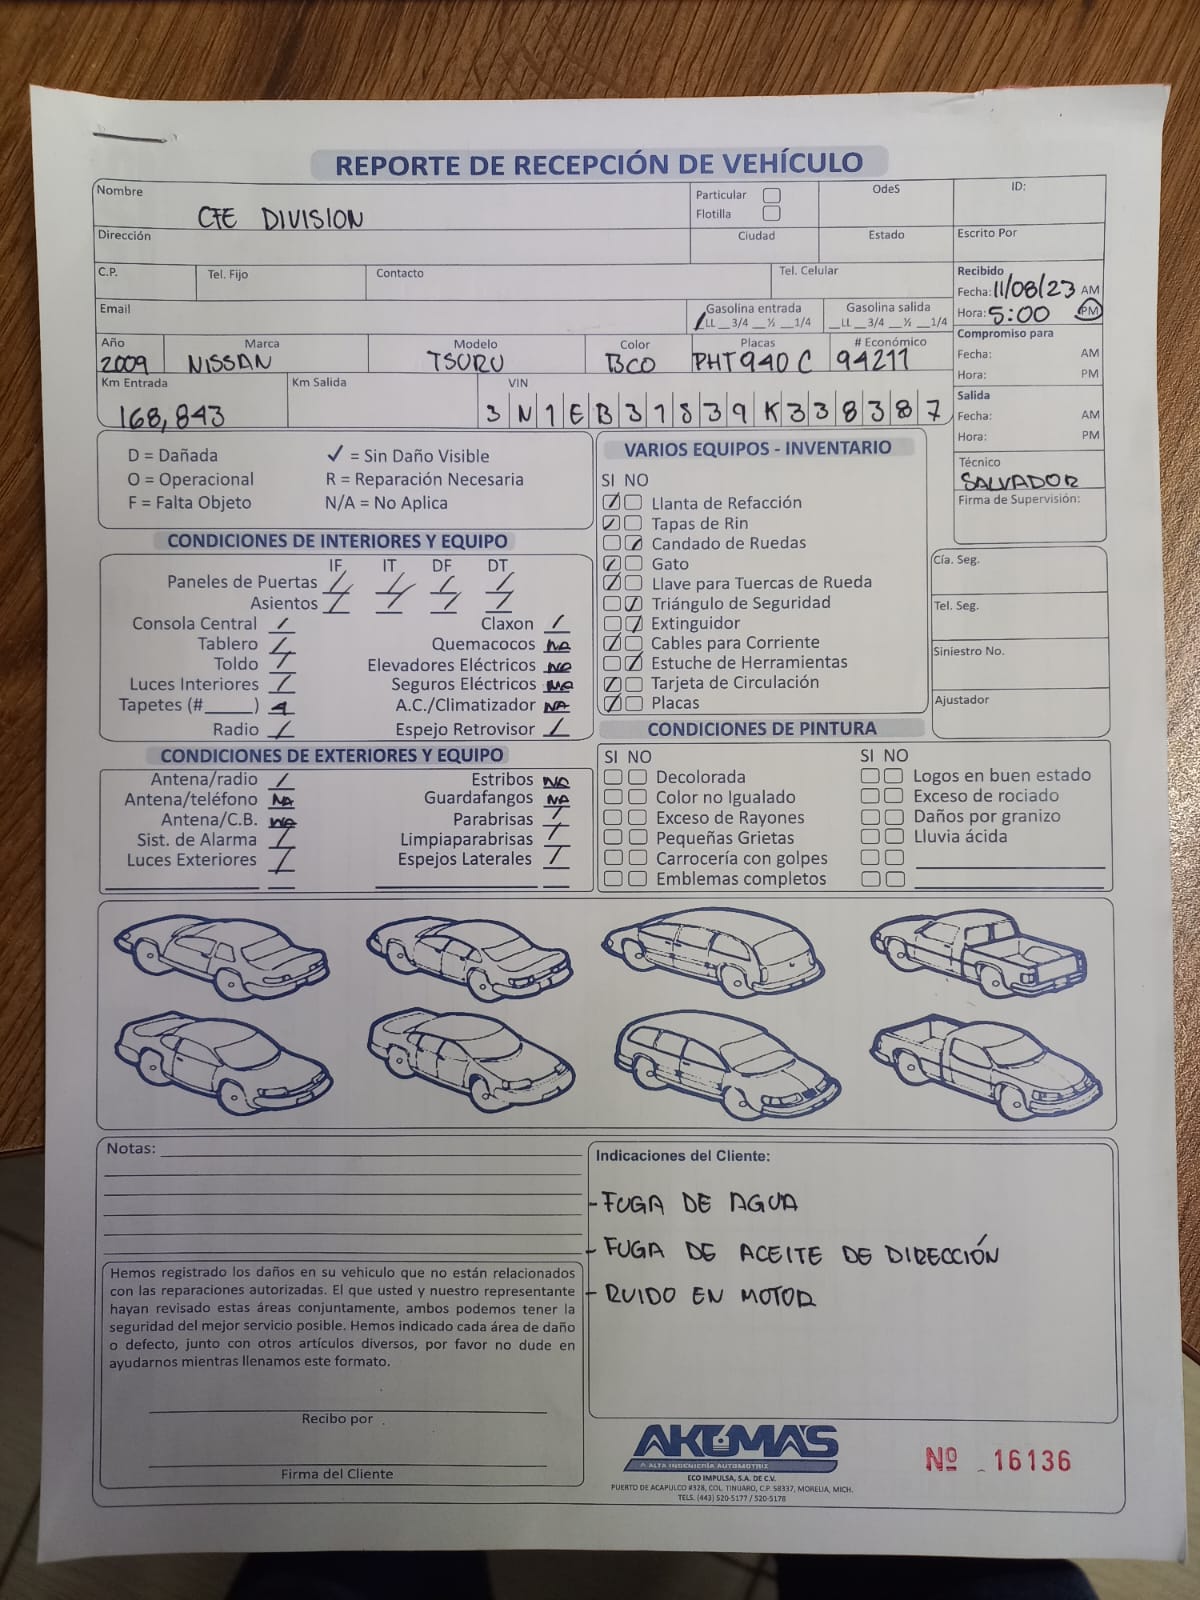 REPORTE DE RECEPCIÓN DE VEHÍCULO
Nombre
CFE DIVISION
Particular
Flotilla
OdeS
ID:
Dirección
Ciudad
Estado
Escrito Por
C.P.
Tel. Fijo
Contacto
Tel. Celular
Recibido
Fecha: 11/08/23 AM
Hora: 5:00 PM
Email
Gasolina entrada
LL __3/4 __½ __1/4
Gasolina salida
__LL __3/4 __½ __1/4
Compromiso para
Fecha: AM
Hora: PM
Año
2009
Marca
NISSAN
Modelo
TSURU
Color
BCO
Placas
PHT940C
# Económico
94211
Km Entrada
168,843
Km Salida
VIN
3N1EB31S39K338387
Salida
Fecha: AM
Hora: PM
Técnico
SALVADOR
Firma de Supervisión:
D = Dañada
O = Operacional
F = Falta Objeto
✓ = Sin Daño Visible
R = Reparación Necesaria
N/A = No Aplica
CONDICIONES DE INTERIORES Y EQUIPO
IF IT DF DT
Paneles de Puertas
Asientos
Consola Central
Tablero
Toldo
Luces Interiores
Tapetes (#_____) 4
Radio
Claxon
Quemacocos NA
Elevadores Eléctricos NA
Seguros Eléctricos NA
A.C./Climatizador NA
Espejo Retrovisor
VARIOS EQUIPOS - INVENTARIO
SI NO
Llanta de Refacción
Tapas de Rin
Candado de Ruedas
Gato
Llave para Tuercas de Rueda
Triángulo de Seguridad
Extinguidor
Cables para Corriente
Estuche de Herramientas
Tarjeta de Circulación
Placas
Cía. Seg.
Tel. Seg.
Siniestro No.
Ajustador
CONDICIONES DE EXTERIORES Y EQUIPO
Antena/radio
Antena/teléfono NA
Antena/C.B. NA
Sist. de Alarma
Luces Exteriores
Estribos NA
Guardafangos NA
Parabrisas
Limpiaparabrisas
Espejos Laterales
CONDICIONES DE PINTURA
SI NO
Decolorada
Color no Igualado
Exceso de Rayones
Pequeñas Grietas
Carrocería con golpes
Emblemas completos
SI NO
Logos en buen estado
Exceso de rociado
Daños por granizo
Lluvia ácida
Notas:
Hemos registrado los daños en su vehiculo que no están relacionados
con las reparaciones autorizadas. El que usted y nuestro representante
hayan revisado estas áreas conjuntamente, ambos podemos tener la
seguridad del mejor servicio posible. Hemos indicado cada área de daño
o defecto, junto con otros artículos diversos, por favor no dude en
ayudarnos mientras llenamos este formato.
Recibo por
Firma del Cliente
Indicaciones del Cliente:
- FUGA DE AGUA
- FUGA DE ACEITE DE DIRECCIÓN
- RUIDO EN MOTOR
AKUMAS
A ALTA INGENIERÍA AUTOMOTRIZ
ECO IMPULSA, S.A. DE C.V.
PUERTO DE ACAPULCO #328, COL. TINIJARO, C.P. 58337, MORELIA, MICH.
TELS. (443) 520-5177 / 520-5178
Nº 16136